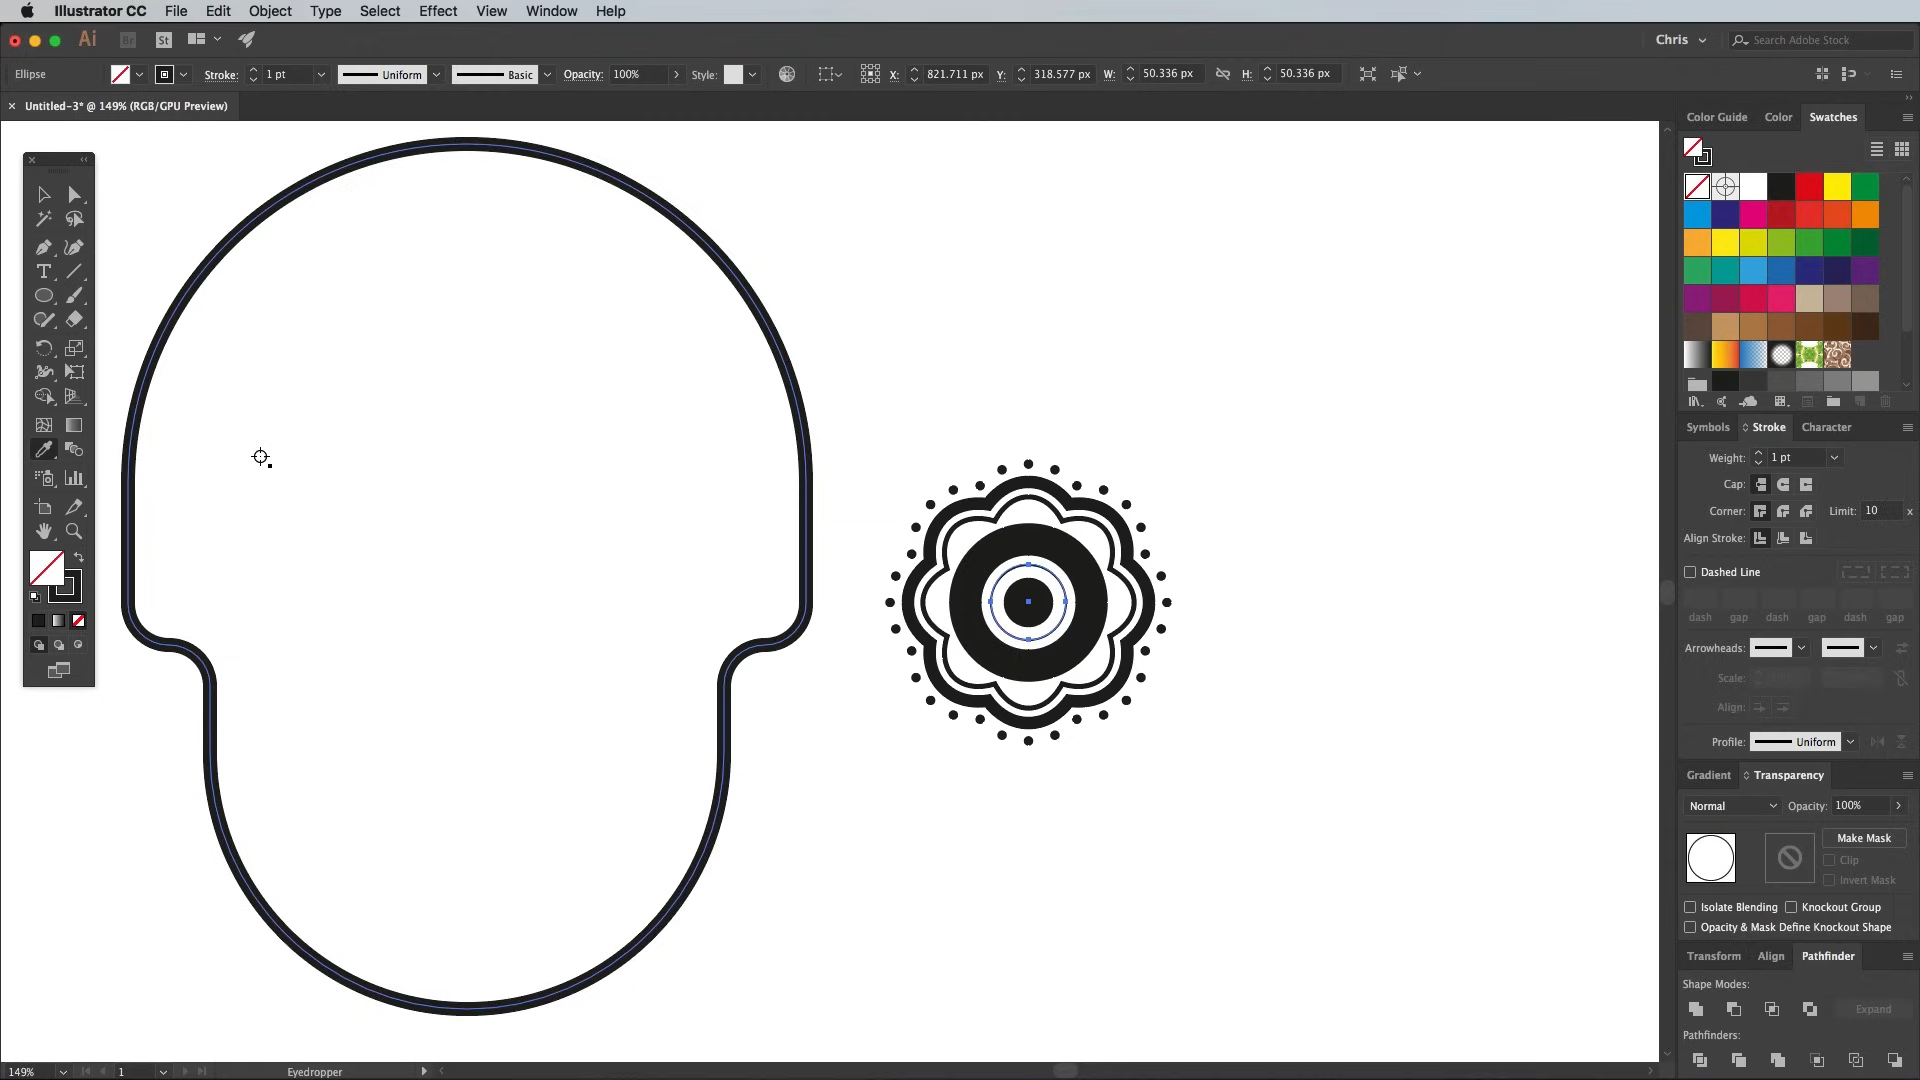 Illustrator CC File Edit Object Type Select Effect View Window Help
Ai Br St Chris Search Adobe Stock
Ellipse Stroke: 1 pt Uniform Basic Opacity: 100% Style: X: 821.711 px Y: 318.577 px W: 50.336 px H: 50.336 px
Untitled-3* @ 149% (RGB/GPU Preview)
Color Guide Color Swatches
Symbols Stroke Character
Weight: 1 pt
Cap:
Corner: Limit: 10 x
Align Stroke:
Dashed Line
dash gap dash gap dash gap
Arrowheads:
Scale:
Align:
Profile: Uniform
Gradient Transparency
Normal Opacity: 100%
Make Mask
Clip
Invert Mask
Isolate Blending Knockout Group
Opacity & Mask Define Knockout Shape
Transform Align Pathfinder
Shape Modes:
Expand
Pathfinders:
149% 1 Eyedropper